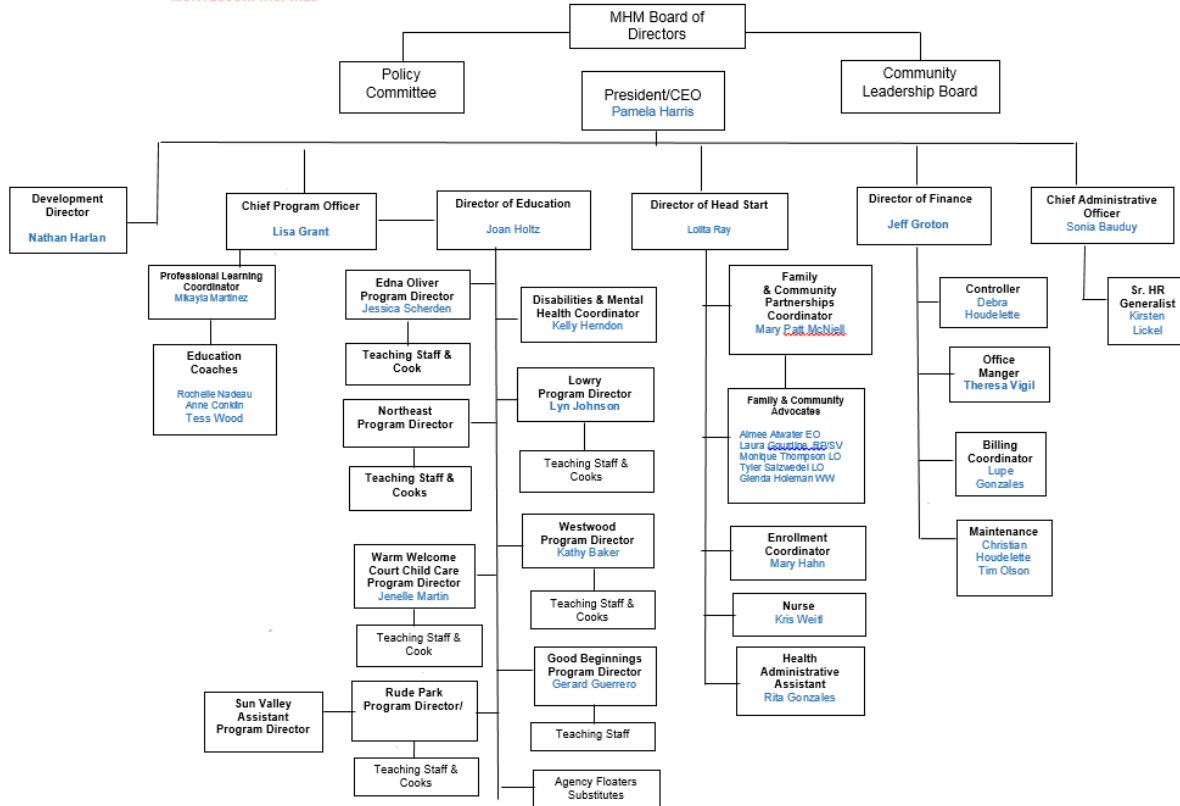 MHM Board of
Directors
Policy
Committee
Community
Leadership Board
President/CEO
Pamela Harris
Development
Director
Nathan Harlan
Chief Program Officer
Lisa Grant
Director of Education
Joan Holtz
Director of Head Start
Lolita Ray
Director of Finance
Jeff Groton
Chief Administrative
Officer
Sonia Bauduy
Professional Learning
Coordinator
Mikayla Martinez
Education
Coaches
Rochelle Nadeau
Anne Conklin
Tess Wood
Edna Oliver
Program Director
Jessica Scherden
Teaching Staff &
Cook
Northeast
Program Director
Teaching Staff &
Cooks
Warm Welcome
Court Child Care
Program Director
Jenelle Martin
Teaching Staff &
Cook
Sun Valley
Assistant
Program Director
Rude Park
Program Director/
Teaching Staff &
Cooks
Disabilities & Mental
Health Coordinator
Kelly Herndon
Lowry
Program Director
Lyn Johnson
Teaching Staff &
Cooks
Westwood
Program Director
Kathy Baker
Teaching Staff &
Cooks
Good Beginnings
Program Director
Gerard Guerrero
Teaching Staff
Agency Floaters
Substitutes
Family
& Community
Partnerships
Coordinator
Mary Patt McNiell
Family & Community
Advocates
Aimee Atwater EO
Laura Gourdine RP/SV
Monique Thompson LO
Tyler Salzwedel LO
Glenda Holeman WW
Enrollment
Coordinator
Mary Hahn
Nurse
Kris Weitl
Health
Administrative
Assistant
Rita Gonzales
Controller
Debra
Houdelette
Office
Manger
Theresa Vigil
Billing
Coordinator
Lupe
Gonzales
Maintenance
Christian
Houdelette
Tim Olson
Sr. HR
Generalist
Kirsten
Lickel